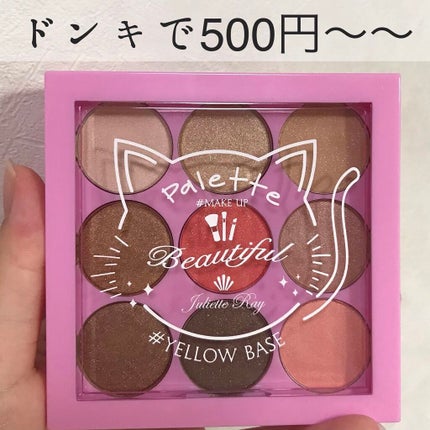 ドンキで500円〜〜
palette
#MAKE UP
Beautiful
Juliette Ray
#YELLOW BASE